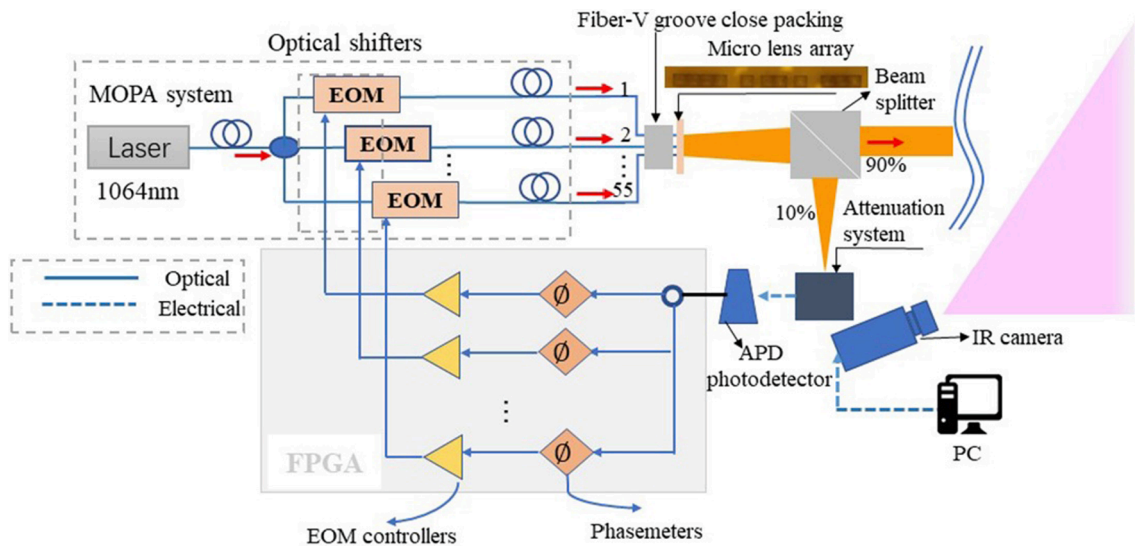 Fiber-V groove close packing
Optical shifters
Micro lens array
MOPA system
EOM
1
Beam
splitter
Laser
EOM
2
1064nm
EOM
55
90%
10%
Attenuation
system
Optical
Electrical
Ø
Ø
APD
photodetector
IR camera
FPGA
Ø
PC
EOM controllers
Phasemeters